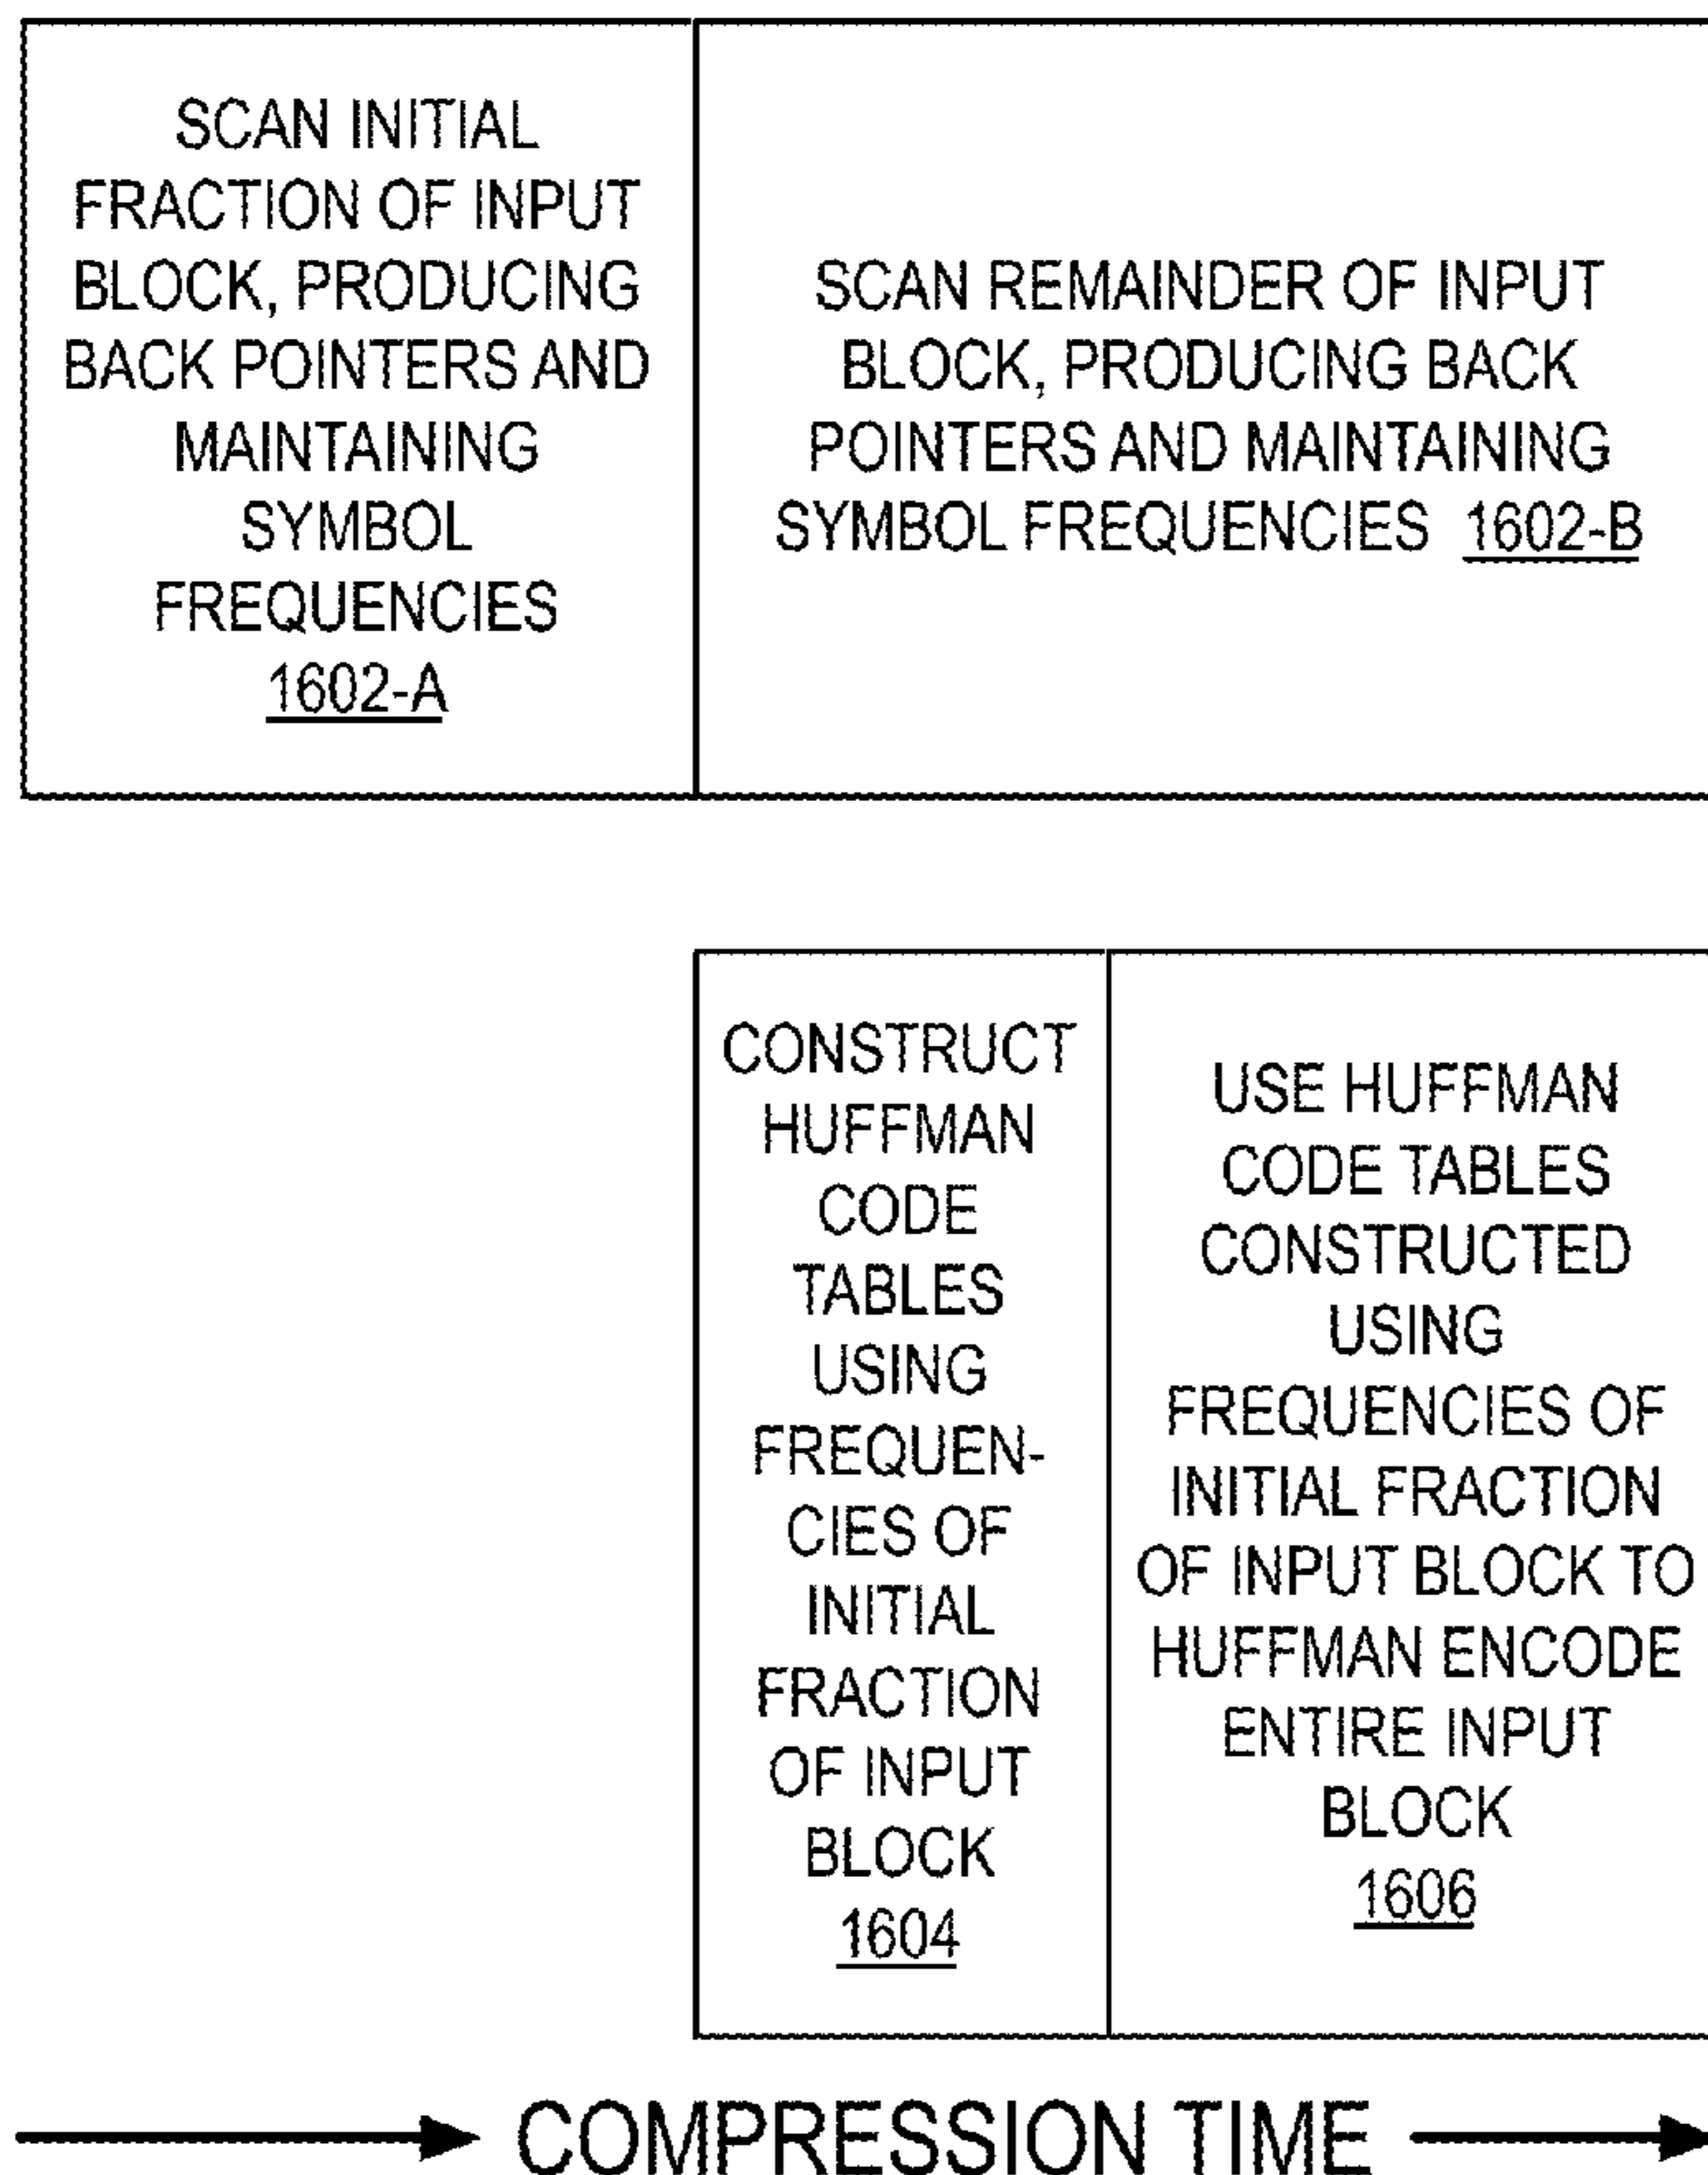 SCAN INITIAL
FRACTION OF INPUT
BLOCK, PRODUCING
BACK POINTERS AND
MAINTAINING
SYMBOL
FREQUENCIES
1602-A
SCAN REMAINDER OF INPUT
BLOCK, PRODUCING BACK
POINTERS AND MAINTAINING
SYMBOL FREQUENCIES 1602-B
CONSTRUCT
HUFFMAN
CODE
TABLES
USING
FREQUEN-
CIES OF
INITIAL
FRACTION
OF INPUT
BLOCK
1604
USE HUFFMAN
CODE TABLES
CONSTRUCTED
USING
FREQUENCIES OF
INITIAL FRACTION
OF INPUT BLOCK TO
HUFFMAN ENCODE
ENTIRE INPUT
BLOCK
1606
COMPRESSION TIME